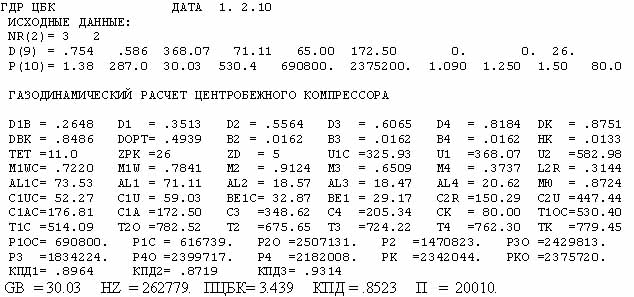 ГДР ЦБК ДАТА 1. 2.10
ИСХОДНЫЕ ДАННЫЕ:
NR(2)= 3 2
D(9) = .754 .586 368.07 71.11 65.00 172.50 0. 0. 26.
P(10)= 1.38 287.0 30.03 530.4 690800. 2375200. 1.090 1.250 1.50 80.0
ГАЗОДИНАМИЧЕСКИЙ РАСЧЕТ ЦЕНТРОБЕЖНОГО КОМПРЕССОРА
D1B = .2648 D1 = .3513 D2 = .5564 D3 = .6065 D4 = .8184 DK = .8751
DBK = .8486 DOPT= .4939 B2 = .0162 B3 = .0162 B4 = .0162 HK = .0133
TET =11.0 ZPK =26 ZD = 5 U1C =325.93 U1 =368.07 U2 =582.98
M1WC= .7220 M1W = .7841 M2 = .9124 M3 = .6509 M4 = .3737 L2R = .3144
AL1C= 73.53 AL1 = 71.11 AL2 = 18.57 AL3 = 18.47 AL4 = 20.62 МЮ = .8724
C1UC= 52.27 C1U = 59.03 BE1C= 32.87 BE1 = 29.17 C2R =150.29 C2U =447.44
C1AC=176.81 C1A =172.50 C3 =348.62 C4 =205.34 CK = 80.00 T1OC=530.40
T1C =514.09 T2O =782.52 T2 =675.65 T3 =724.22 T4 =762.30 TK =779.45
P1OC= 690800. P1C = 616739. P2O =2507131. P2 =1470823. P3O =2429813.
P3 =1834224. P4O =2399717. P4 =2182008. PK =2342044. PKO =2375720.
КПД1= .8964 КПД2= .8719 КПД3= .9314
GB =30.03 HZ =262779. ПЦБК=3.439 КПД=.8523 П = 20010.